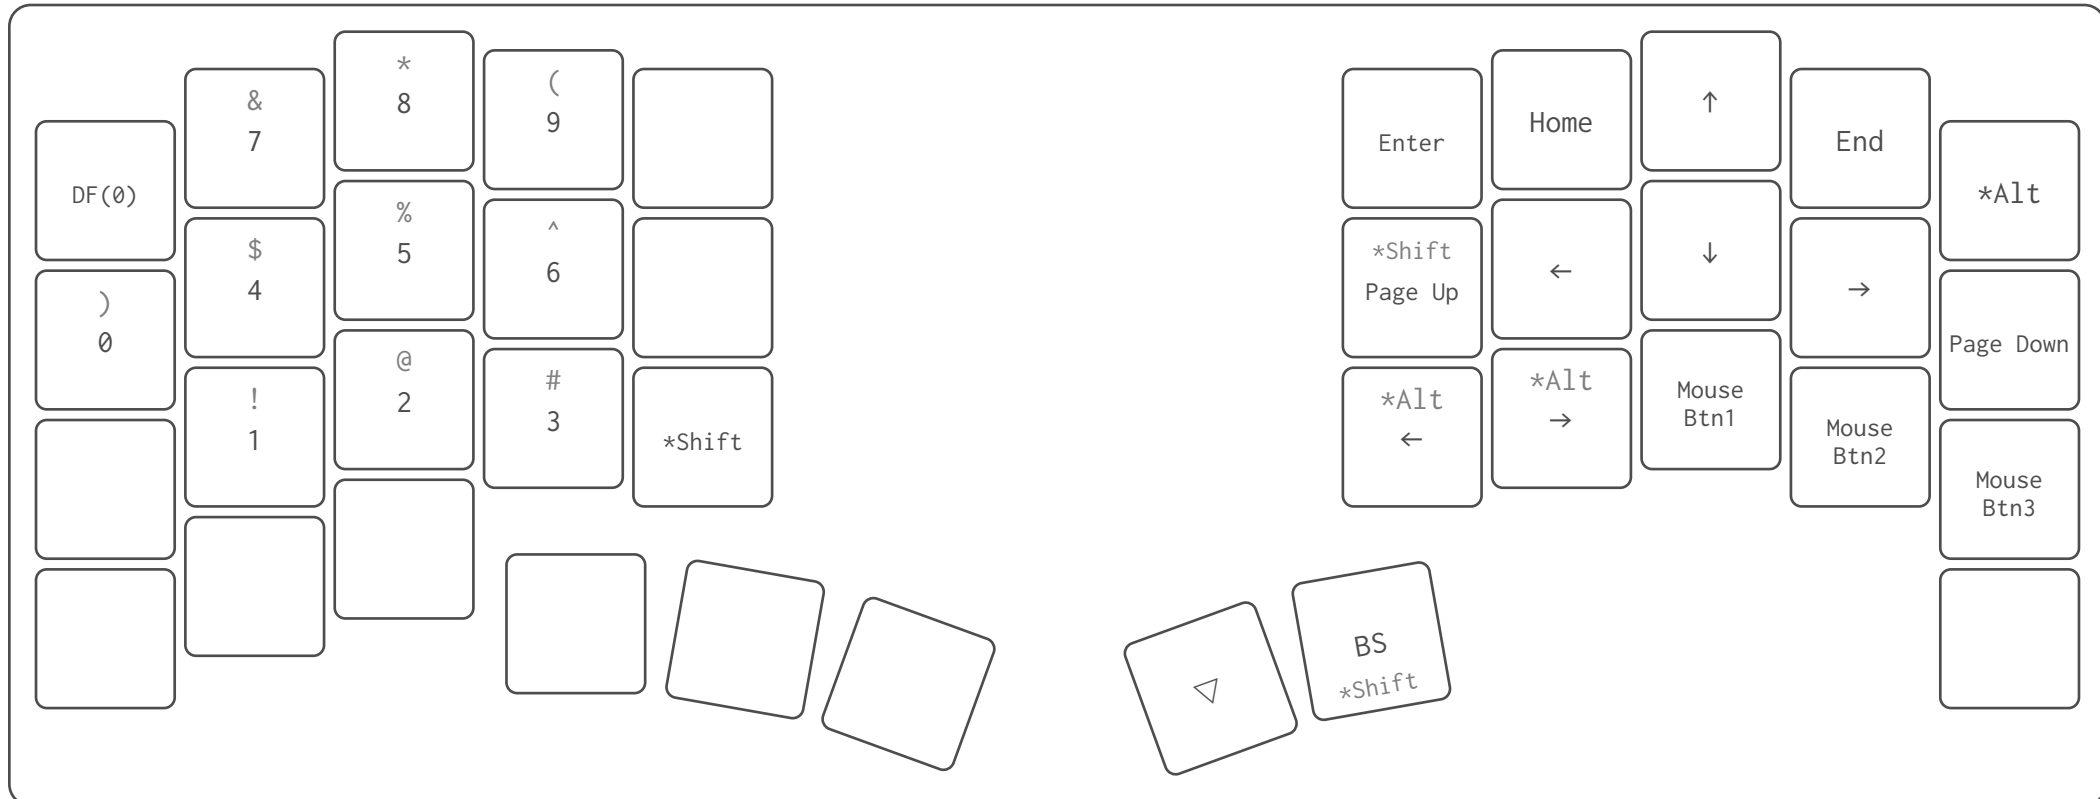 DF(0)
&
7
*
8
(
9
)
0
$
4
%
5
^
6
!
1
@
2
#
3
*Shift
Enter
Home
↑
End
*Alt
*Shift
Page Up
←
↓
→
Page Down
*Alt
←
*Alt
→
Mouse
Btn1
Mouse
Btn2
Mouse
Btn3
▽
BS
*Shift